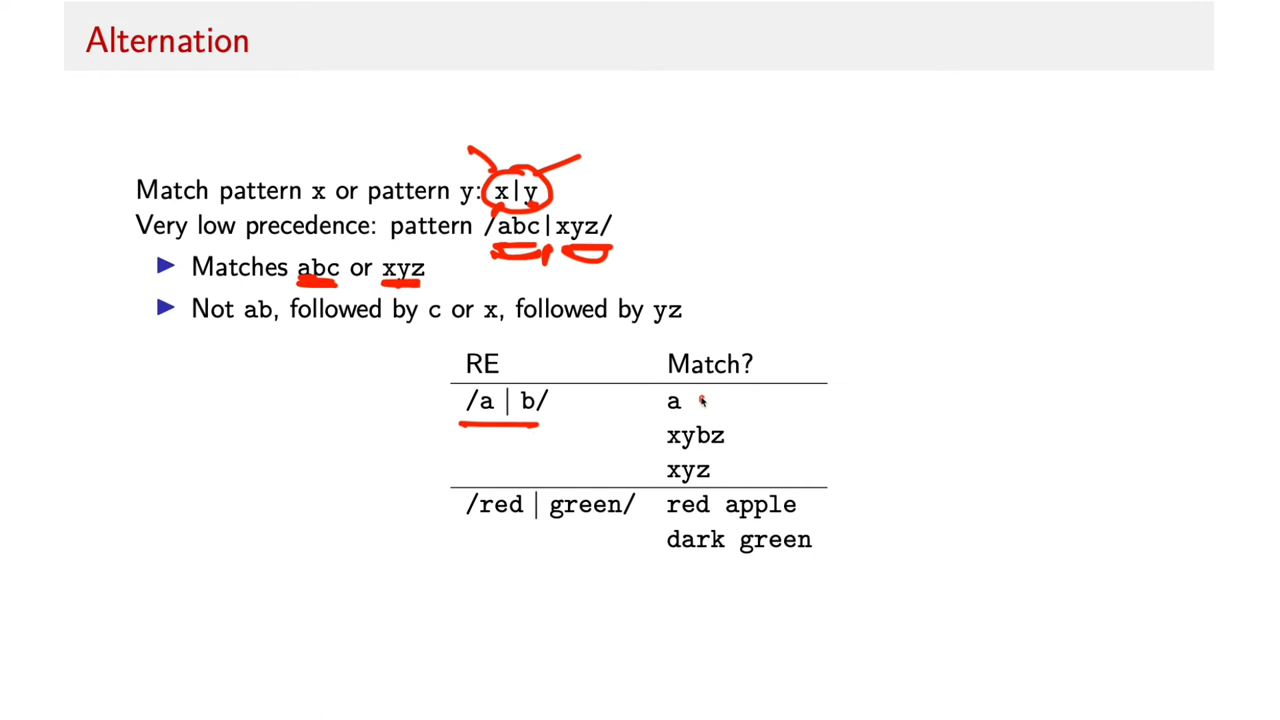 Alternation
Match pattern x or pattern y: x|y
Very low precedence: pattern /abc|xyz/
▶ Matches abc or xyz
▶ Not ab, followed by c or x, followed by yz
RE Match?
/a | b/ a
xybz
xyz
/red | green/ red apple
dark green